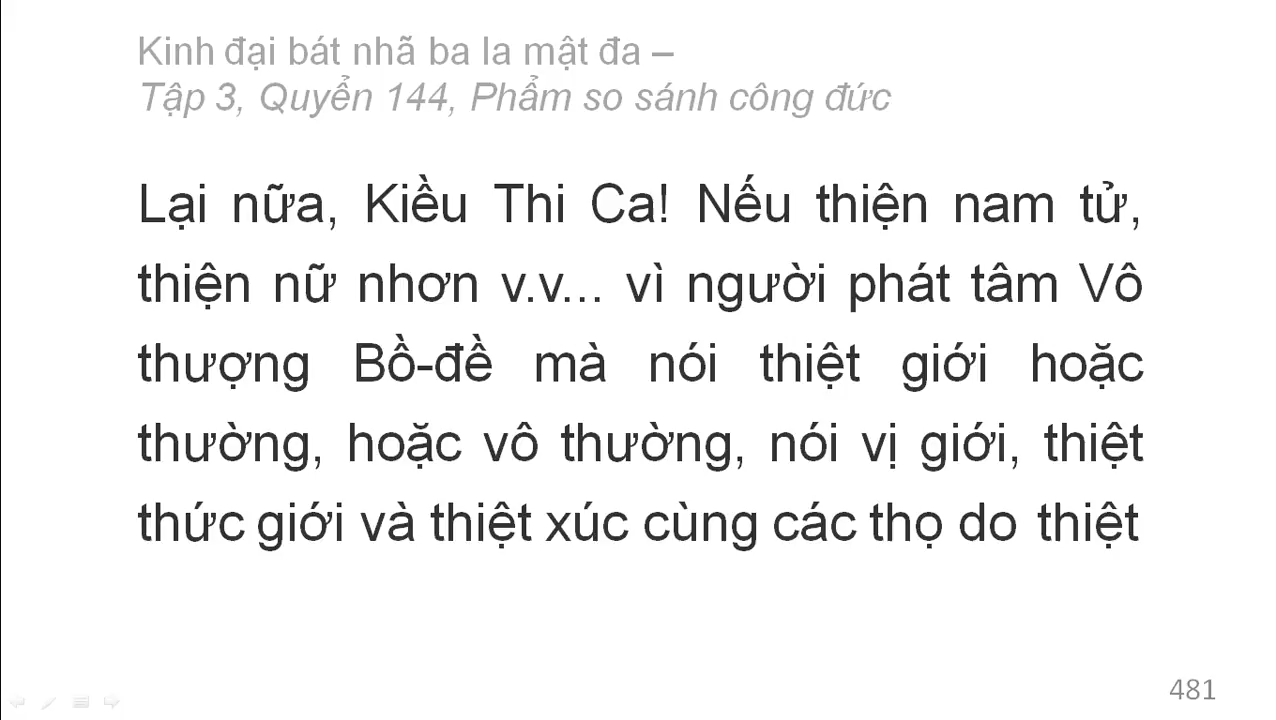 Kinh đại bát nhã ba la mật đa –
Tập 3, Quyển 144, Phẩm so sánh công đức
Lại nữa, Kiều Thi Ca! Nếu thiện nam tử,
thiện nữ nhơn v.v... vì người phát tâm Vô
thượng Bồ-đề mà nói thiệt giới hoặc
thường, hoặc vô thường, nói vị giới, thiệt
thức giới và thiệt xúc cùng các thọ do thiệt
481